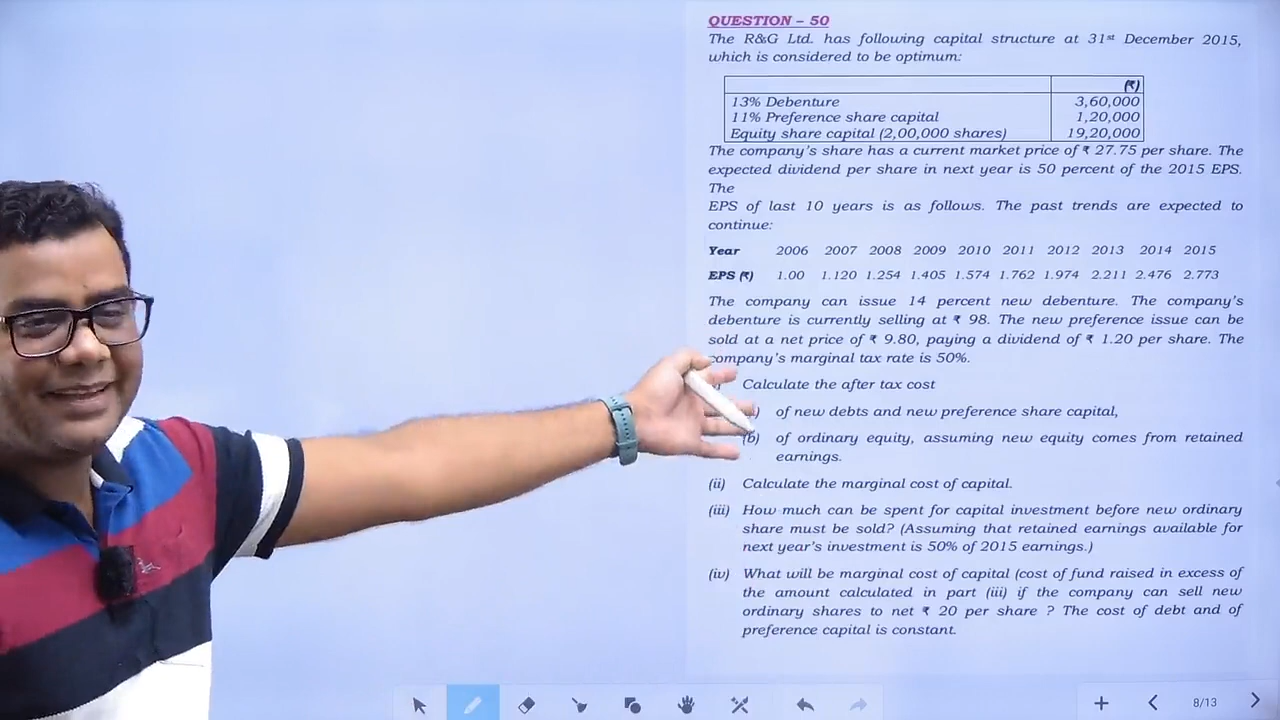 QUESTION – 50
The R&G Ltd. has following capital structure at 31st December 2015,
which is considered to be optimum:
(₹)
13% Debenture 3,60,000
11% Preference share capital 1,20,000
Equity share capital (2,00,000 shares) 19,20,000
The company's share has a current market price of ₹ 27.75 per share. The
expected dividend per share in next year is 50 percent of the 2015 EPS.
The
EPS of last 10 years is as follows. The past trends are expected to
continue:
Year 2006 2007 2008 2009 2010 2011 2012 2013 2014 2015
EPS (₹) 1.00 1.120 1.254 1.405 1.574 1.762 1.974 2.211 2.476 2.773
The company can issue 14 percent new debenture. The company's
debenture is currently selling at ₹ 98. The new preference issue can be
sold at a net price of ₹ 9.80, paying a dividend of ₹ 1.20 per share. The
company's marginal tax rate is 50%.
Calculate the after tax cost
of new debts and new preference share capital,
(b) of ordinary equity, assuming new equity comes from retained
earnings.
(ii) Calculate the marginal cost of capital.
(iii) How much can be spent for capital investment before new ordinary
share must be sold? (Assuming that retained earnings available for
next year's investment is 50% of 2015 earnings.)
(iv) What will be marginal cost of capital (cost of fund raised in excess of
the amount calculated in part (iii) if the company can sell new
ordinary shares to net ₹ 20 per share ? The cost of debt and of
preference capital is constant.
8/13